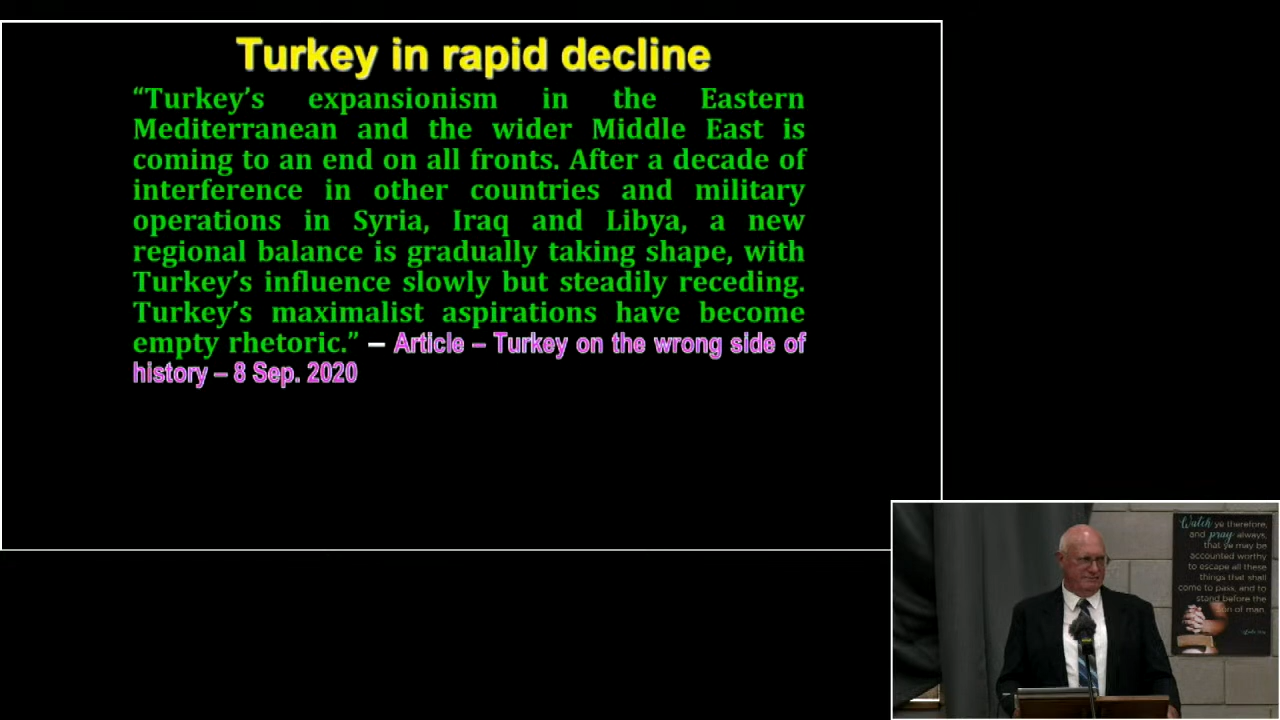 Turkey in rapid decline
“Turkey’s expansionism in the Eastern
Mediterranean and the wider Middle East is
coming to an end on all fronts. After a decade of
interference in other countries and military
operations in Syria, Iraq and Libya, a new
regional balance is gradually taking shape, with
Turkey’s influence slowly but steadily receding.
Turkey’s maximalist aspirations have become
empty rhetoric.” – Article – Turkey on the wrong side of
history – 8 Sep. 2020
Watch ye therefore,
and pray always,
that ye may be
accounted worthy
to escape all these
things that shall
come to pass, and to
stand before the
on of man.